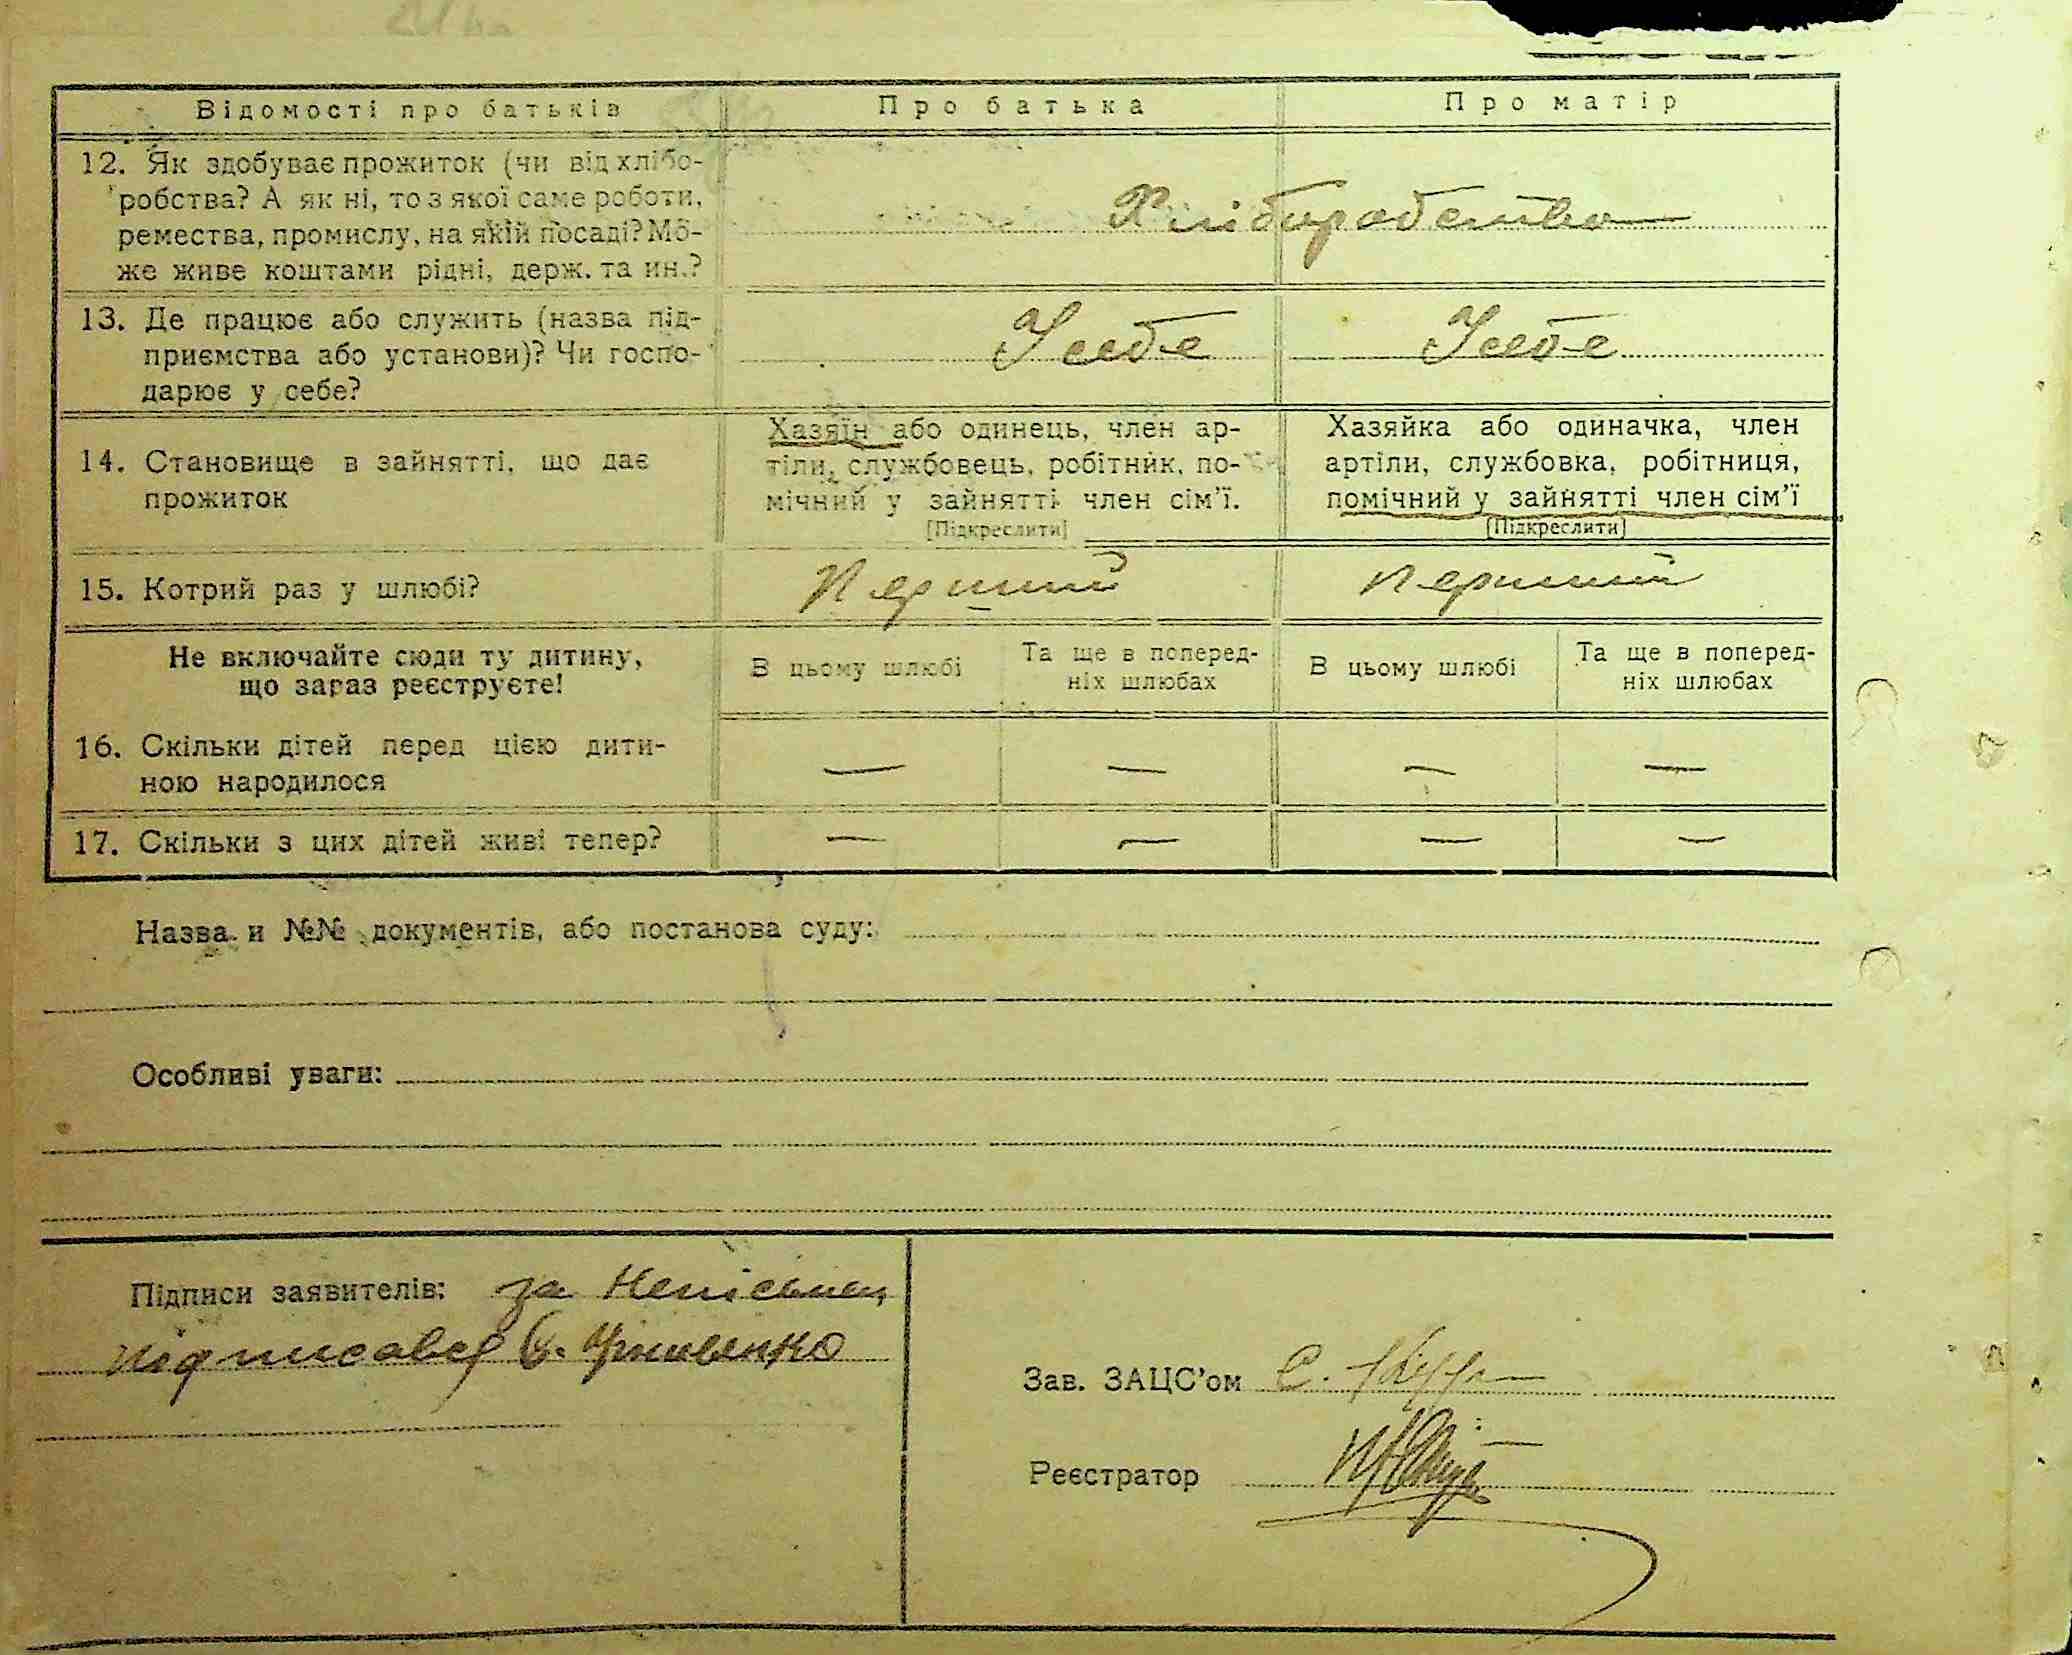 Відомості про батьків Про батька Про матір
12. Як здобуває прожиток (чи від хлібо-
робства? А як ні, то з якої саме роботи,
ремества, промислу, на якій посаді? Мо-
же живе коштами рідні, держ. та ин.?
Хліборобство
13. Де працює або служить (назва під-
приємства або установи)? Чи госпо-
дарює у себе?
У себе У себе
14. Становище в зайнятті, що дає
прожиток
Хазяїн або одинець, член ар-
тіли, службовець, робітник, по-
мічний у зайнятті член сім'ї.
[Підкреслити]
Хазяйка або одиначка, член
артіли, службовка, робітниця,
помічний у зайнятті член сім'ї
[Підкреслити]
15. Котрий раз у шлюбі? Перший Перший
Не включайте сюди ту дитину,
що зараз реєструєте!
В цьому шлюбі
Та ще в поперед-
ніх шлюбах
В цьому шлюбі
Та ще в поперед-
ніх шлюбах
16. Скільки дітей перед цією дити-
ною народилося
— — — —
17. Скільки з цих дітей живі тепер? — — — —
Назва и №№ документів, або постанова суду:
Особливі уваги:
Підписи заявителів: за
підписався
Зав. ЗАЦС'ом С.
Реєстратор